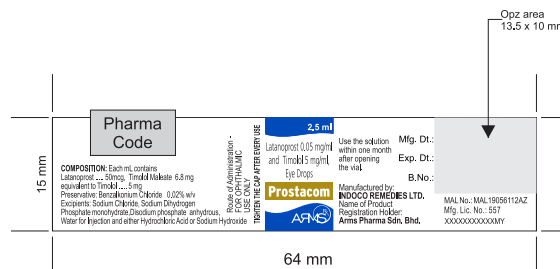 Opz area
13.5 x 10 mm
Pharma
Code
COMPOSITION: Each mL contains
Latanoprost ..... 50mcg, Timolol Maleate 6.8 mg
equivalent to Timolol .... 5 mg
Preservative: Benzalkonium Chloride 0,02% w/v
Excipients: Sodium Chloride, Sodium Dihydrogen
Phosphate monohydrate,Disodium phosphate anhydrous,
Water for Injection and either Hydrochloric Acid or Sodium Hydroxide
Route of Administration -
FOR OPHTHALMIC
USE ONLY
TIGHTEN THE CAP AFTER EVERY USE
2,5 ml
Latanoprost 0,05 mg/ml
and Timolol 5 mg/ml,
Eye Drops
Prostacom
ARMS
Use the solution
within one month
after opening
the vial.
Manufactured by:
INDOCO REMEDIES LTD.
Name of Product
Registration Holder:
Arms Pharma Sdn. Bhd.
Mfg. Dt.:
Exp. Dt.:
B.No.:
MAL No.: MAL19056112AZ
Mfg. Lic. No.: 557
XXXXXXXXXXXMY
15 mm
64 mm